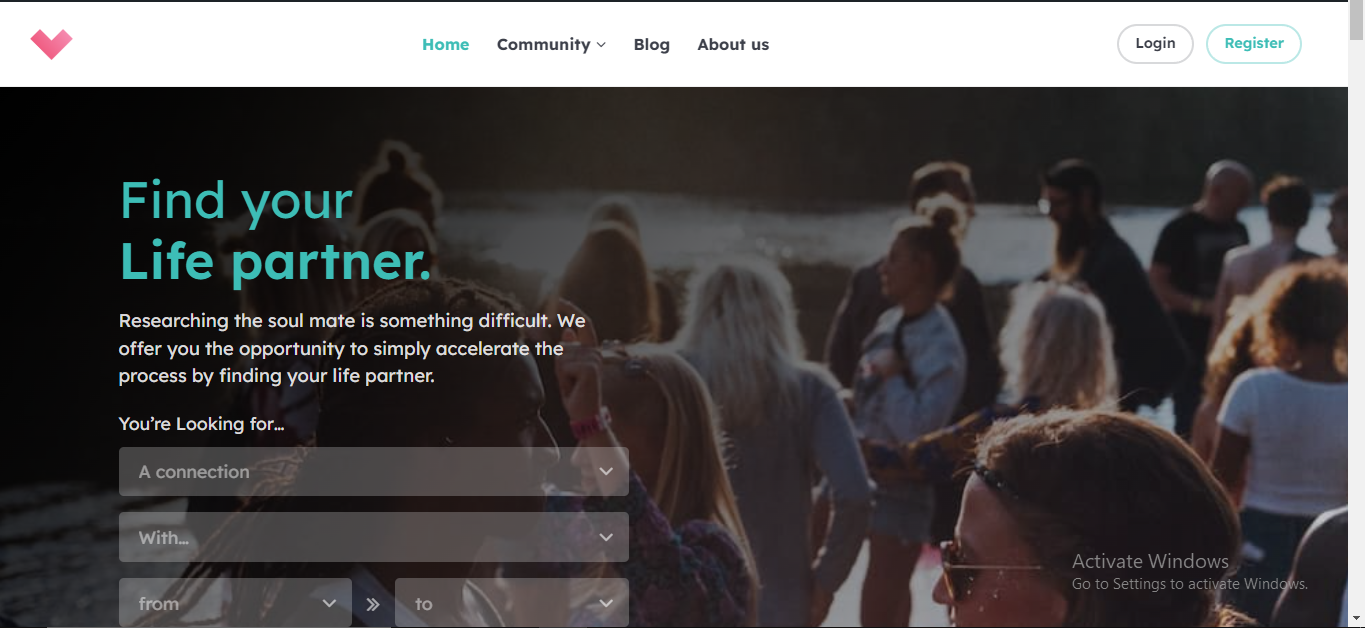 Home
Community
Blog
About us
Login
Register
Find your
Life partner.
Researching the soul mate is something difficult. We
offer you the opportunity to simply accelerate the
process by finding your life partner.
You’re Looking for...
A connection
With...
from
to
Activate Windows
Go to Settings to activate Windows.